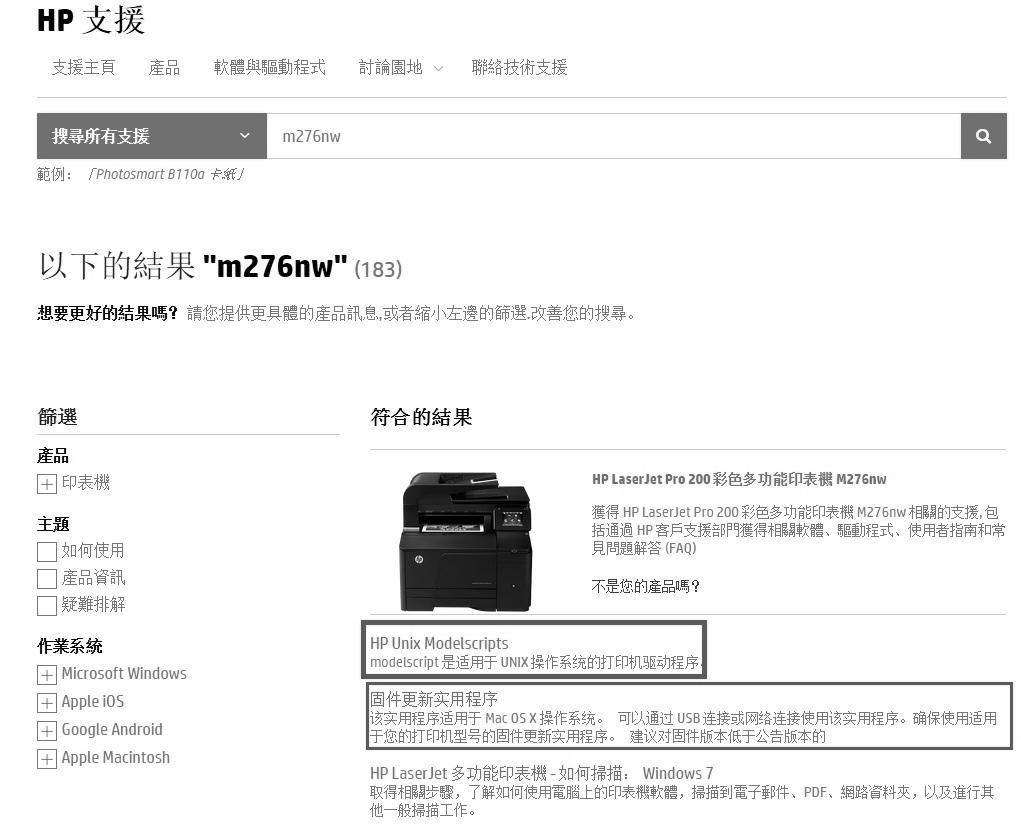 HP 支援
支援主頁 產品 軟體與驅動程式 討論園地 聯絡技術支援
搜尋所有支援 m276nw
範例： 「Photosmart B110a 卡紙」
以下的結果 "m276nw" (183)
想要更好的結果嗎? 請您提供更具體的產品訊息,或者縮小左邊的篩選.改善您的搜尋。
篩選
產品
印表機
主題
如何使用
產品資訊
疑難排解
作業系統
Microsoft Windows
Apple iOS
Google Android
Apple Macintosh
符合的結果
HP LaserJet Pro 200 彩色多功能印表機 M276nw
獲得 HP LaserJet Pro 200 彩色多功能印表機 M276nw 相關的支援, 包
括通過 HP 客戶支援部門獲得相關軟體、驅動程式、使用者指南和常
見問題解答 (FAQ)
不是您的產品嗎？
HP Unix Modelscripts
modelscript 是适用于 UNIX 操作系统的打印机驱动程序.
固件更新实用程序
该实用程序适用于 Mac OS X 操作系统。 可以通过 USB 连接或网络连接使用该实用程序。确保使用适用
于您的打印机型号的固件更新实用程序。 建议对固件版本低于公告版本的
HP LaserJet 多功能印表機 - 如何掃描： Windows 7
取得相關步驟，了解如何使用電腦上的印表機軟體，掃描到電子郵件、PDF、網路資料夾，以及進行其
他一般掃描工作。